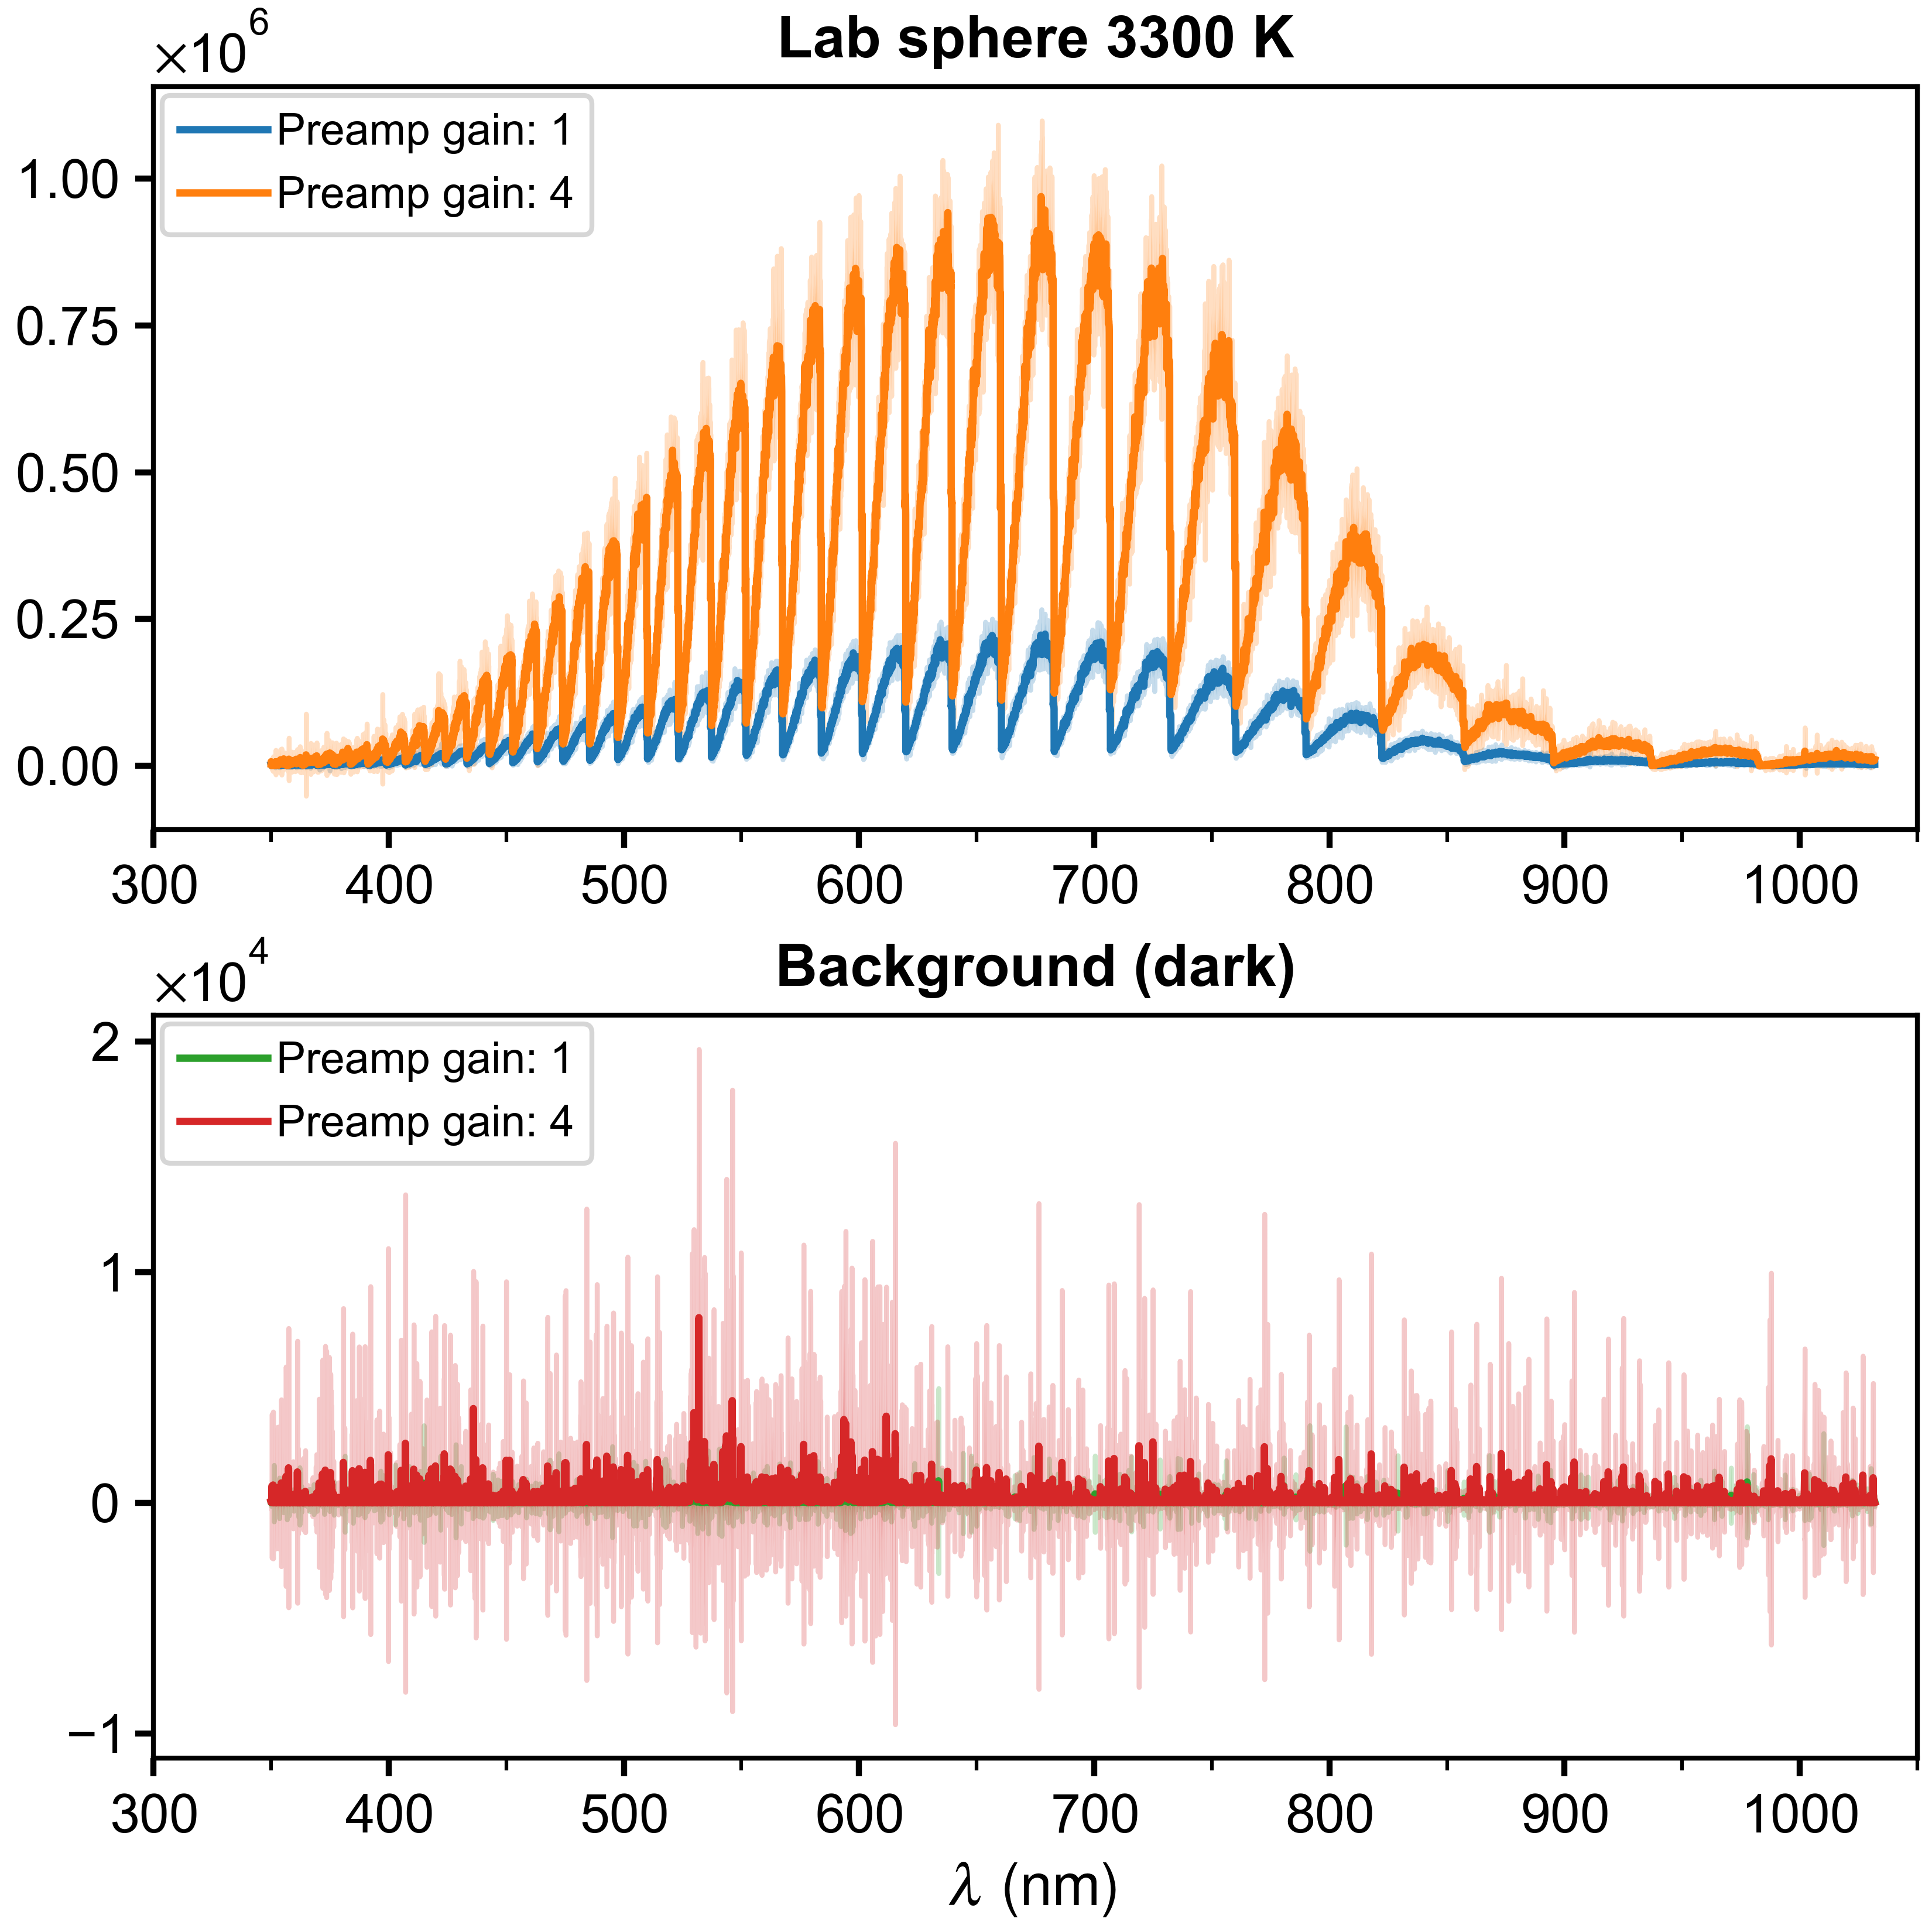 Lab sphere 3300 K
×10^6
Preamp gain: 1
Preamp gain: 4
1.00
0.75
0.50
0.25
0.00
300 400 500 600 700 800 900 1000
Background (dark)
×10^4
Preamp gain: 1
Preamp gain: 4
2
1
0
−1
300 400 500 600 700 800 900 1000
λ (nm)